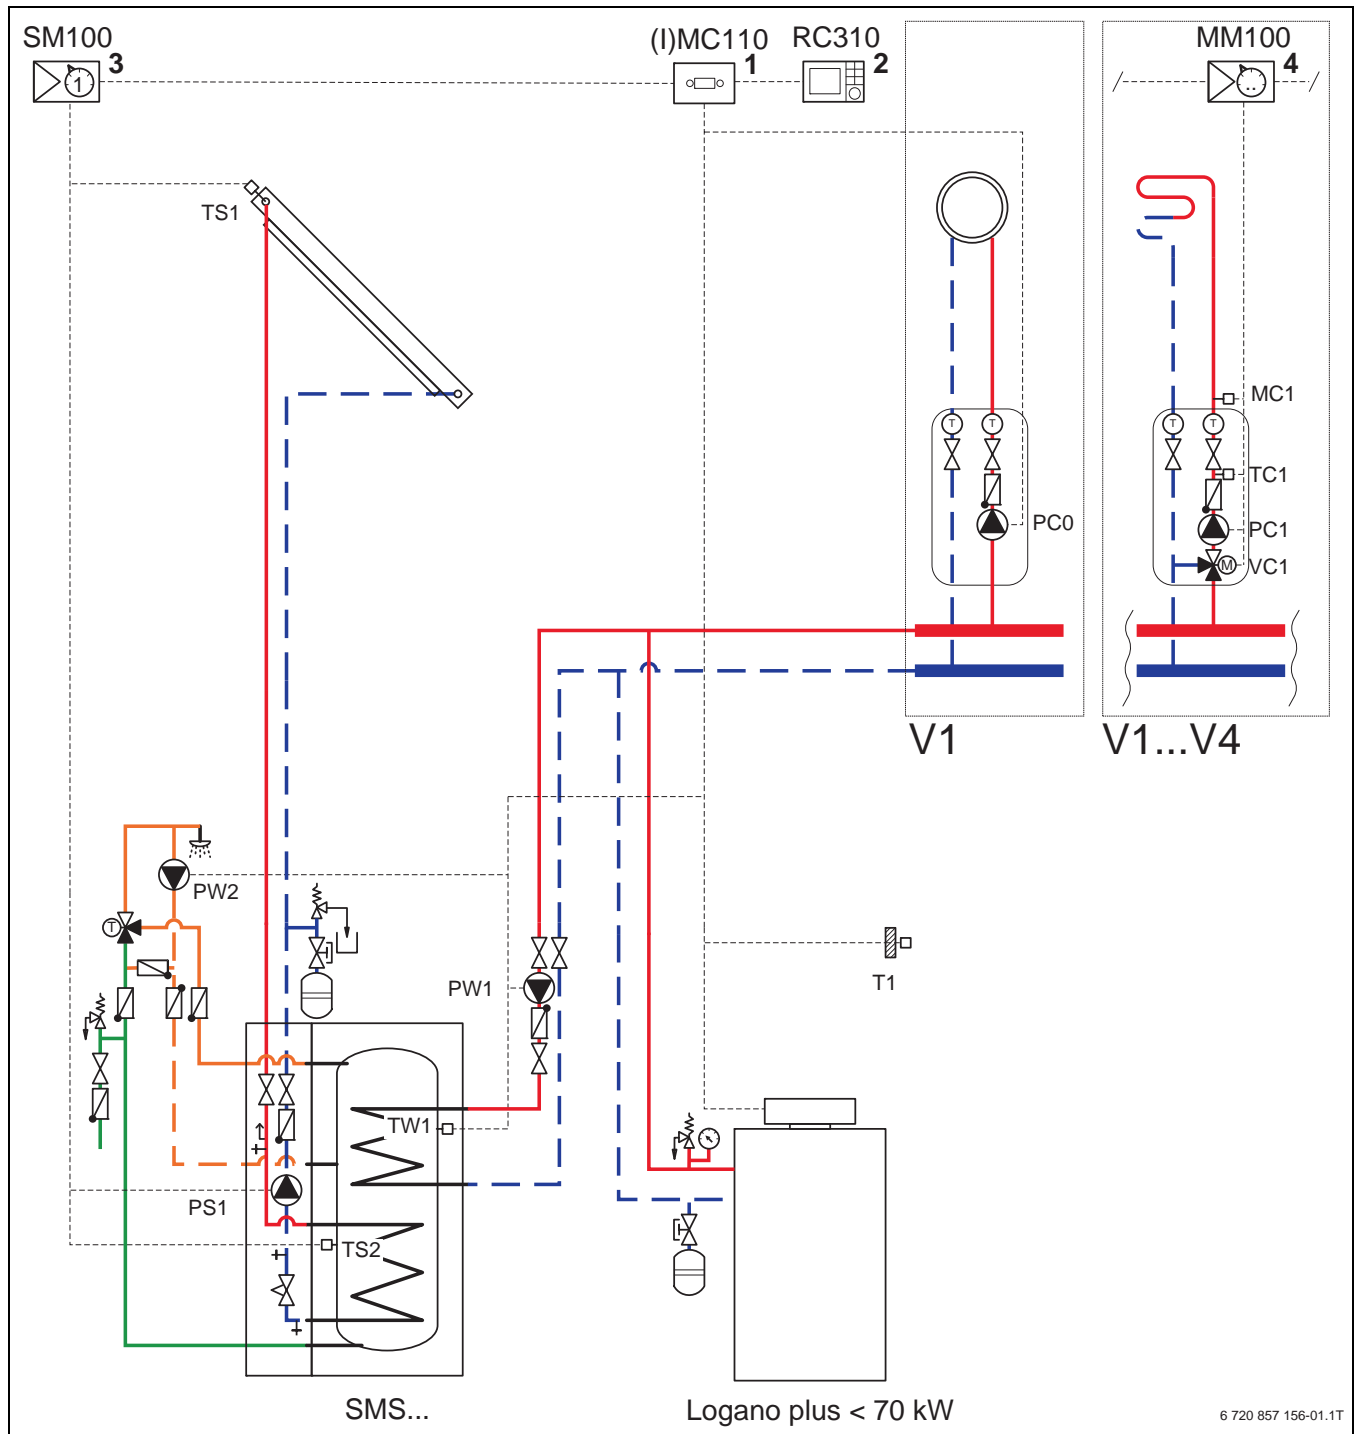 SM100
3
(I)MC110
1
RC310
2
MM100
4
1
..
TS1
MC1
T
T
T
T
TC1
PC0
PC1
M
VC1
V1
V1...V4
PW2
T
T1
PW1
TW1
PS1
TS2
SMS...
Logano plus < 70 kW
6 720 857 156-01.1T